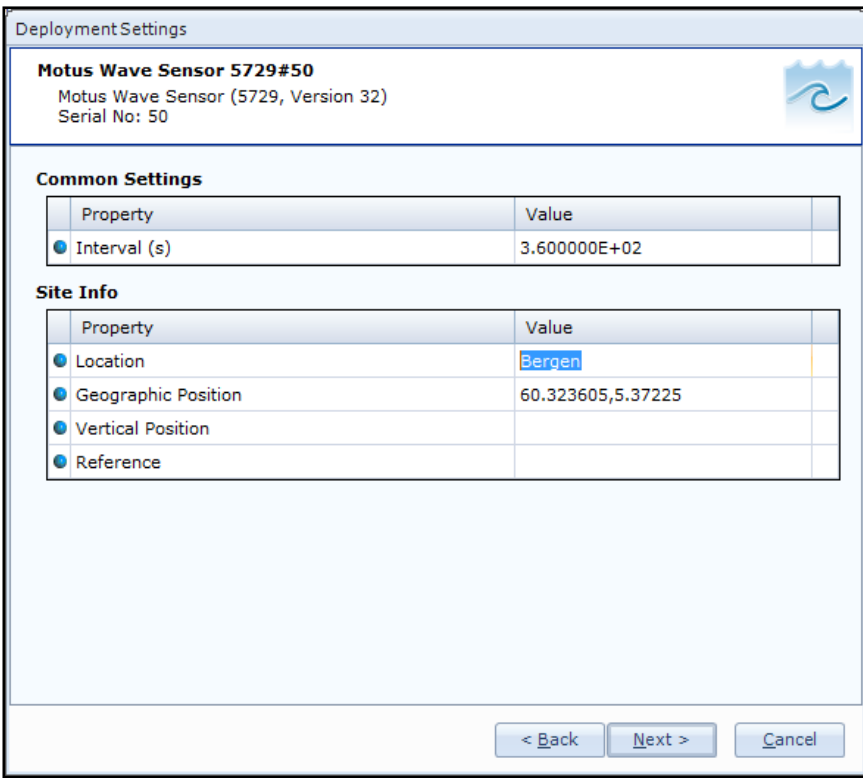 Deployment Settings
Motus Wave Sensor 5729#50
Motus Wave Sensor (5729, Version 32)
Serial No: 50
Common Settings
Property Value
Interval (s) 3.600000E+02
Site Info
Property Value
Location Bergen
Geographic Position 60.323605,5.37225
Vertical Position
Reference
< Back Next > Cancel